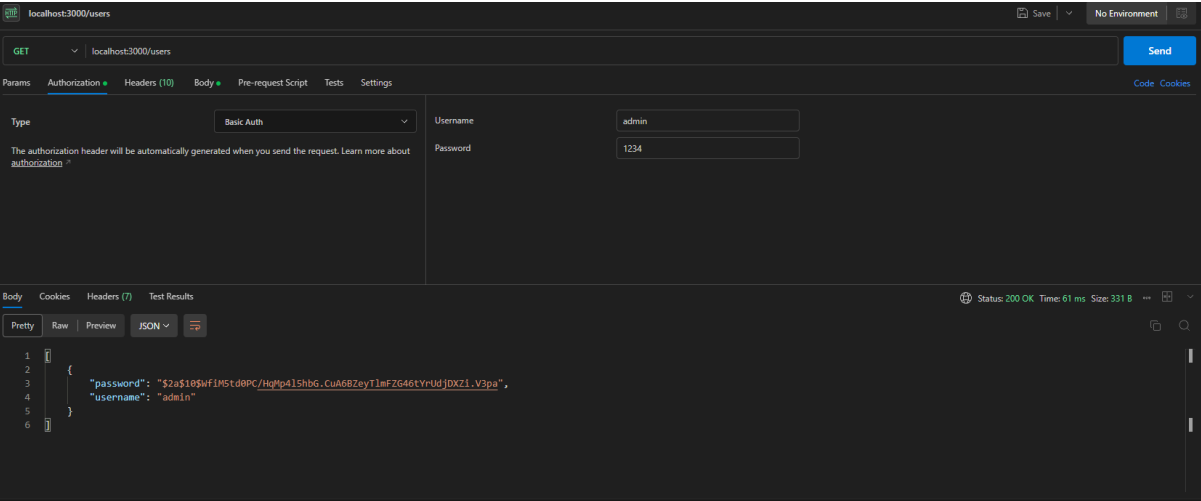 HTTP localhost:3000/users Save No Environment
GET localhost:3000/users Send
Params Authorization Headers (10) Body Pre-request Script Tests Settings Code Cookies
Type Basic Auth
The authorization header will be automatically generated when you send the request. Learn more about
authorization ↗
Username admin
Password 1234
Body Cookies Headers (7) Test Results Status: 200 OK Time: 61 ms Size: 331 B
Pretty Raw Preview JSON
1 [
2 {
3 "password": "$2a$10$WfiM5td0PC/HqMp4l5hbG.CuA6BZeyTlmFZG46tYrUdjDXZi.V3pa",
4 "username": "admin"
5 }
6 ]